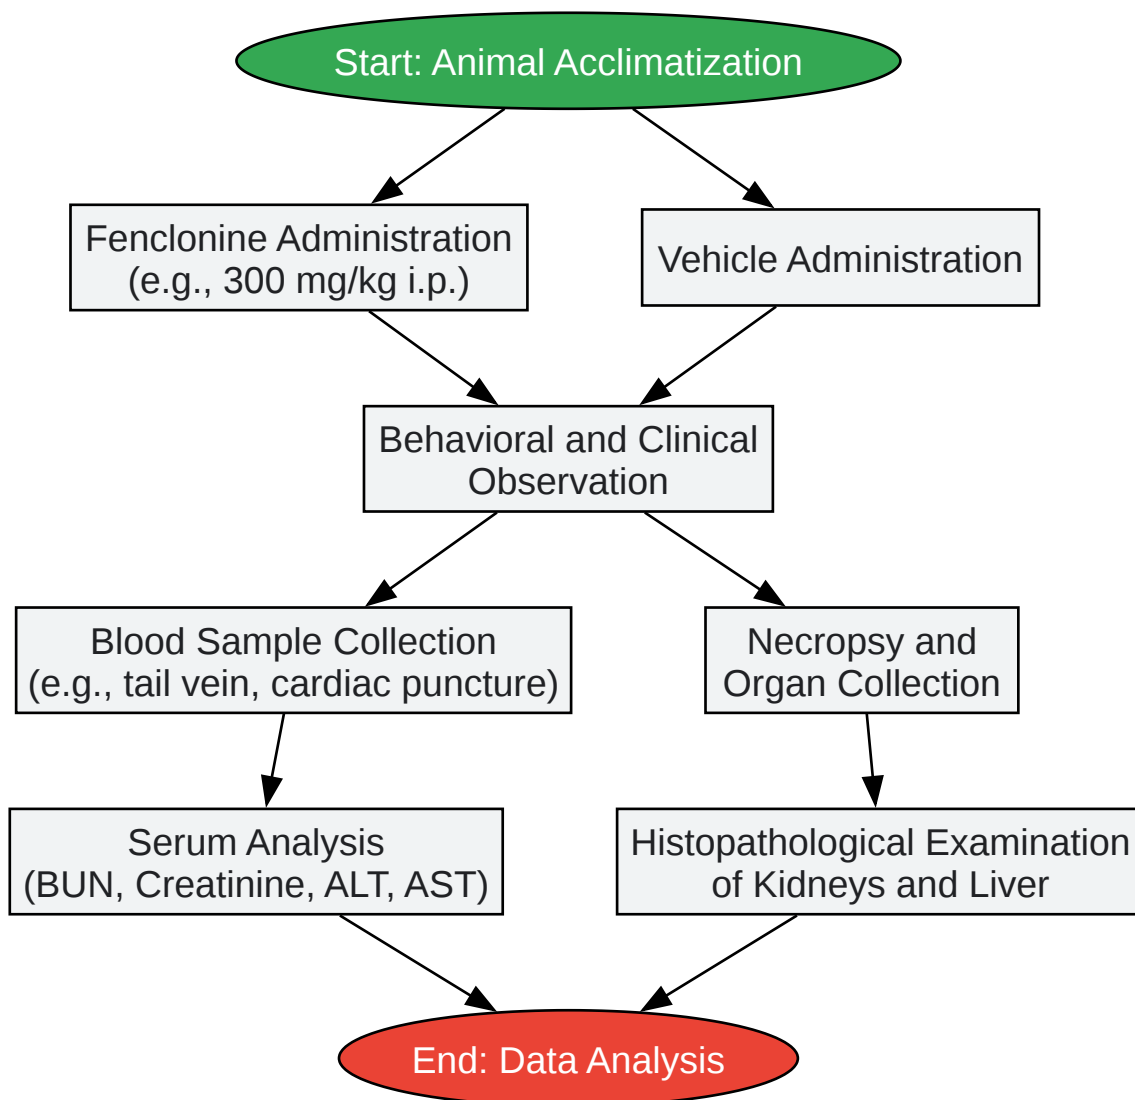 Start: Animal Acclimatization
Fenclonine Administration
(e.g., 300 mg/kg i.p.)
Vehicle Administration
Behavioral and Clinical
Observation
Blood Sample Collection
(e.g., tail vein, cardiac puncture)
Necropsy and
Organ Collection
Serum Analysis
(BUN, Creatinine, ALT, AST)
Histopathological Examination
of Kidneys and Liver
End: Data Analysis